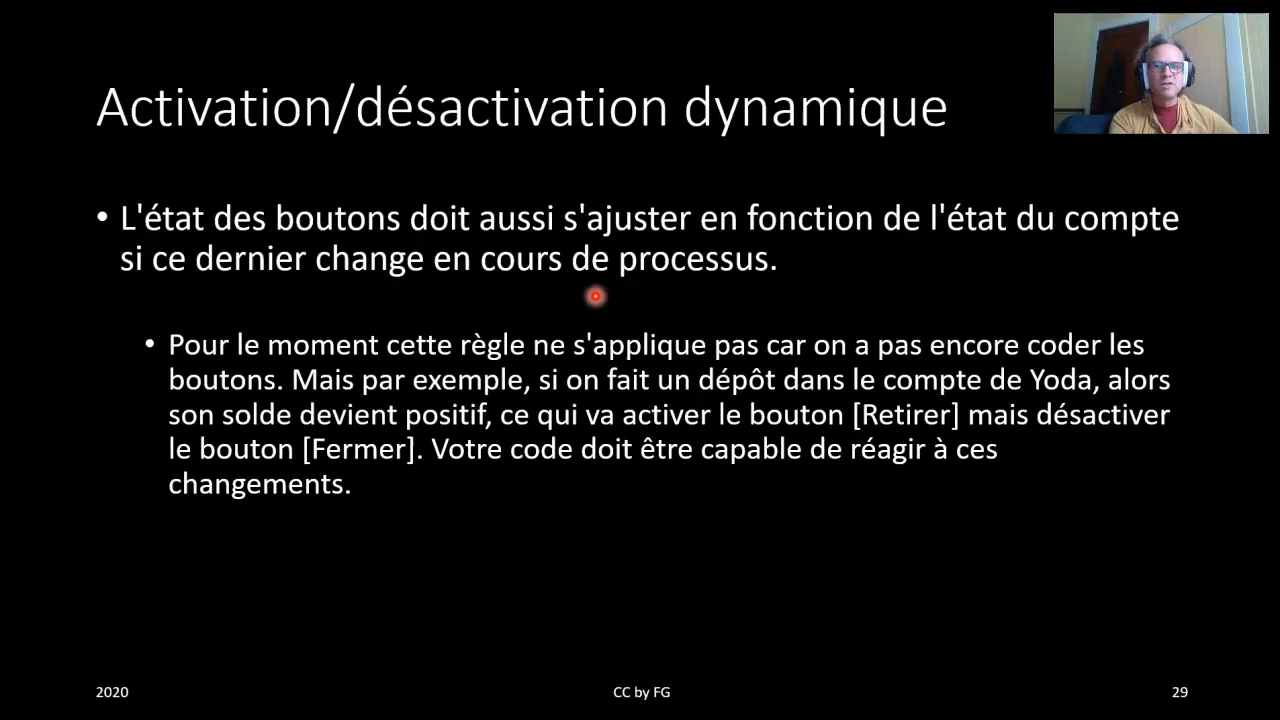 Activation/désactivation dynamique
• L'état des boutons doit aussi s'ajuster en fonction de l'état du compte
si ce dernier change en cours de processus.
• Pour le moment cette règle ne s'applique pas car on a pas encore coder les
boutons. Mais par exemple, si on fait un dépôt dans le compte de Yoda, alors
son solde devient positif, ce qui va activer le bouton [Retirer] mais désactiver
le bouton [Fermer]. Votre code doit être capable de réagir à ces
changements.
2020
CC by FG
29